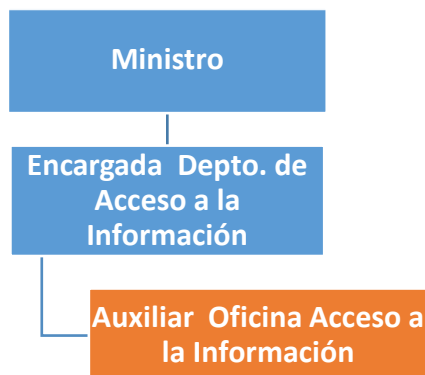 Ministro
Encargada Depto. de
Acceso a la
Información
Auxiliar Oficina Acceso a
la Información